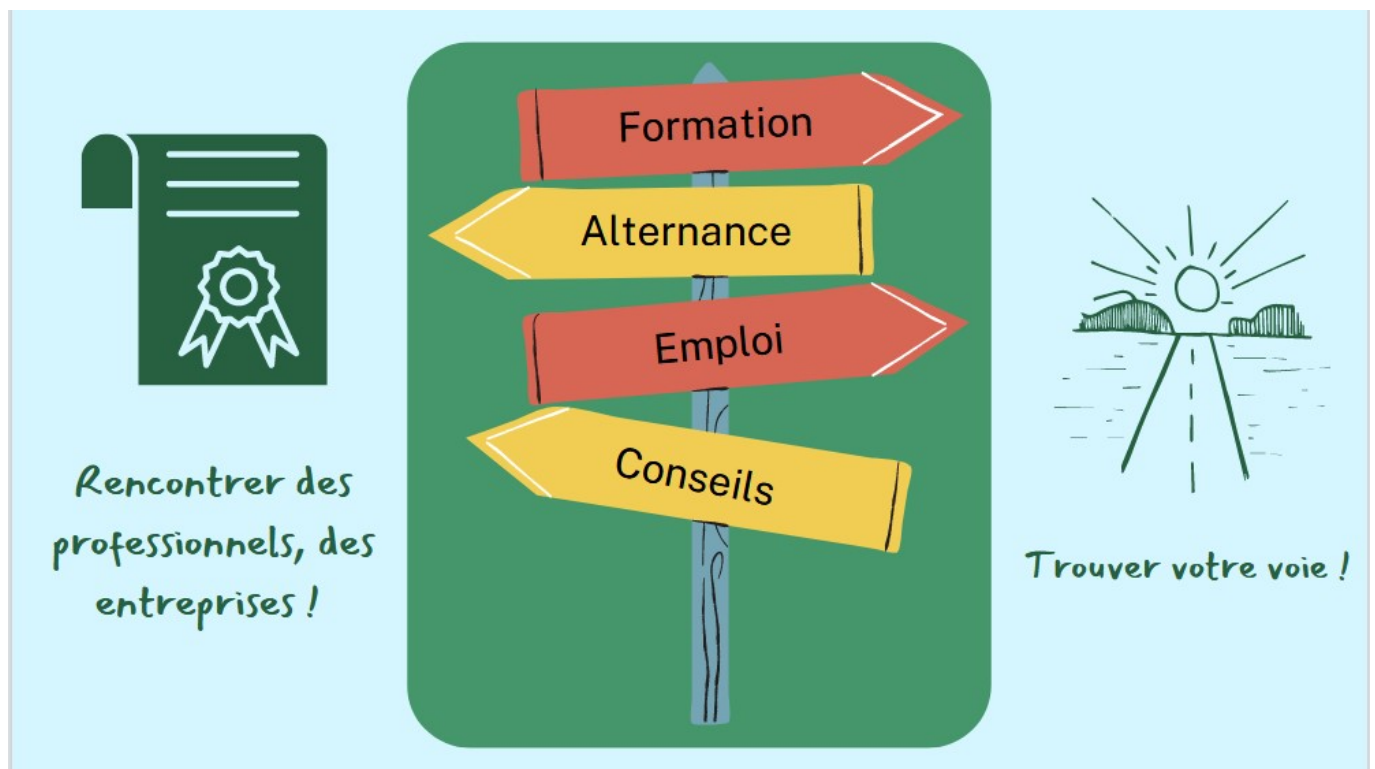 Formation
Alternance
Emploi
Conseils
Rencontrer des
professionnels, des
entreprises !
Trouver votre voie !